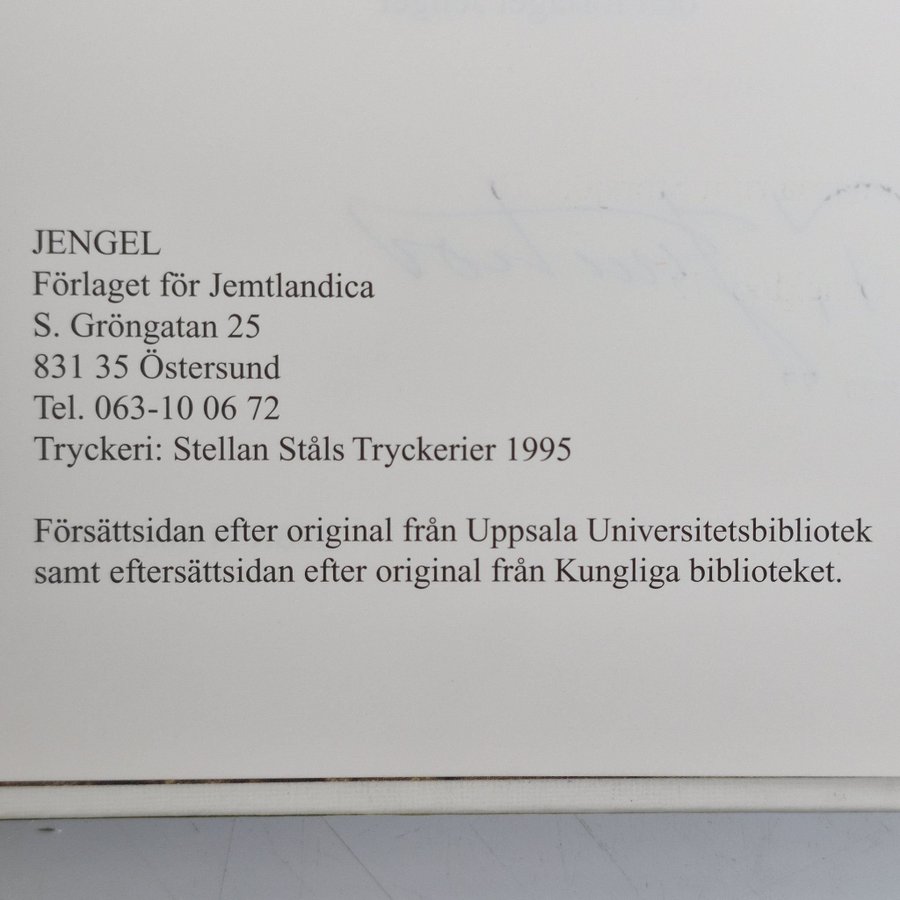 JENGEL
Förlaget för Jemtlandica
S. Gröngatan 25
831 35 Östersund
Tel. 063-10 06 72
Tryckeri: Stellan Ståls Tryckerier 1995
Försättsidan efter original från Uppsala Universitetsbibliotek
samt eftersättsidan efter original från Kungliga biblioteket.